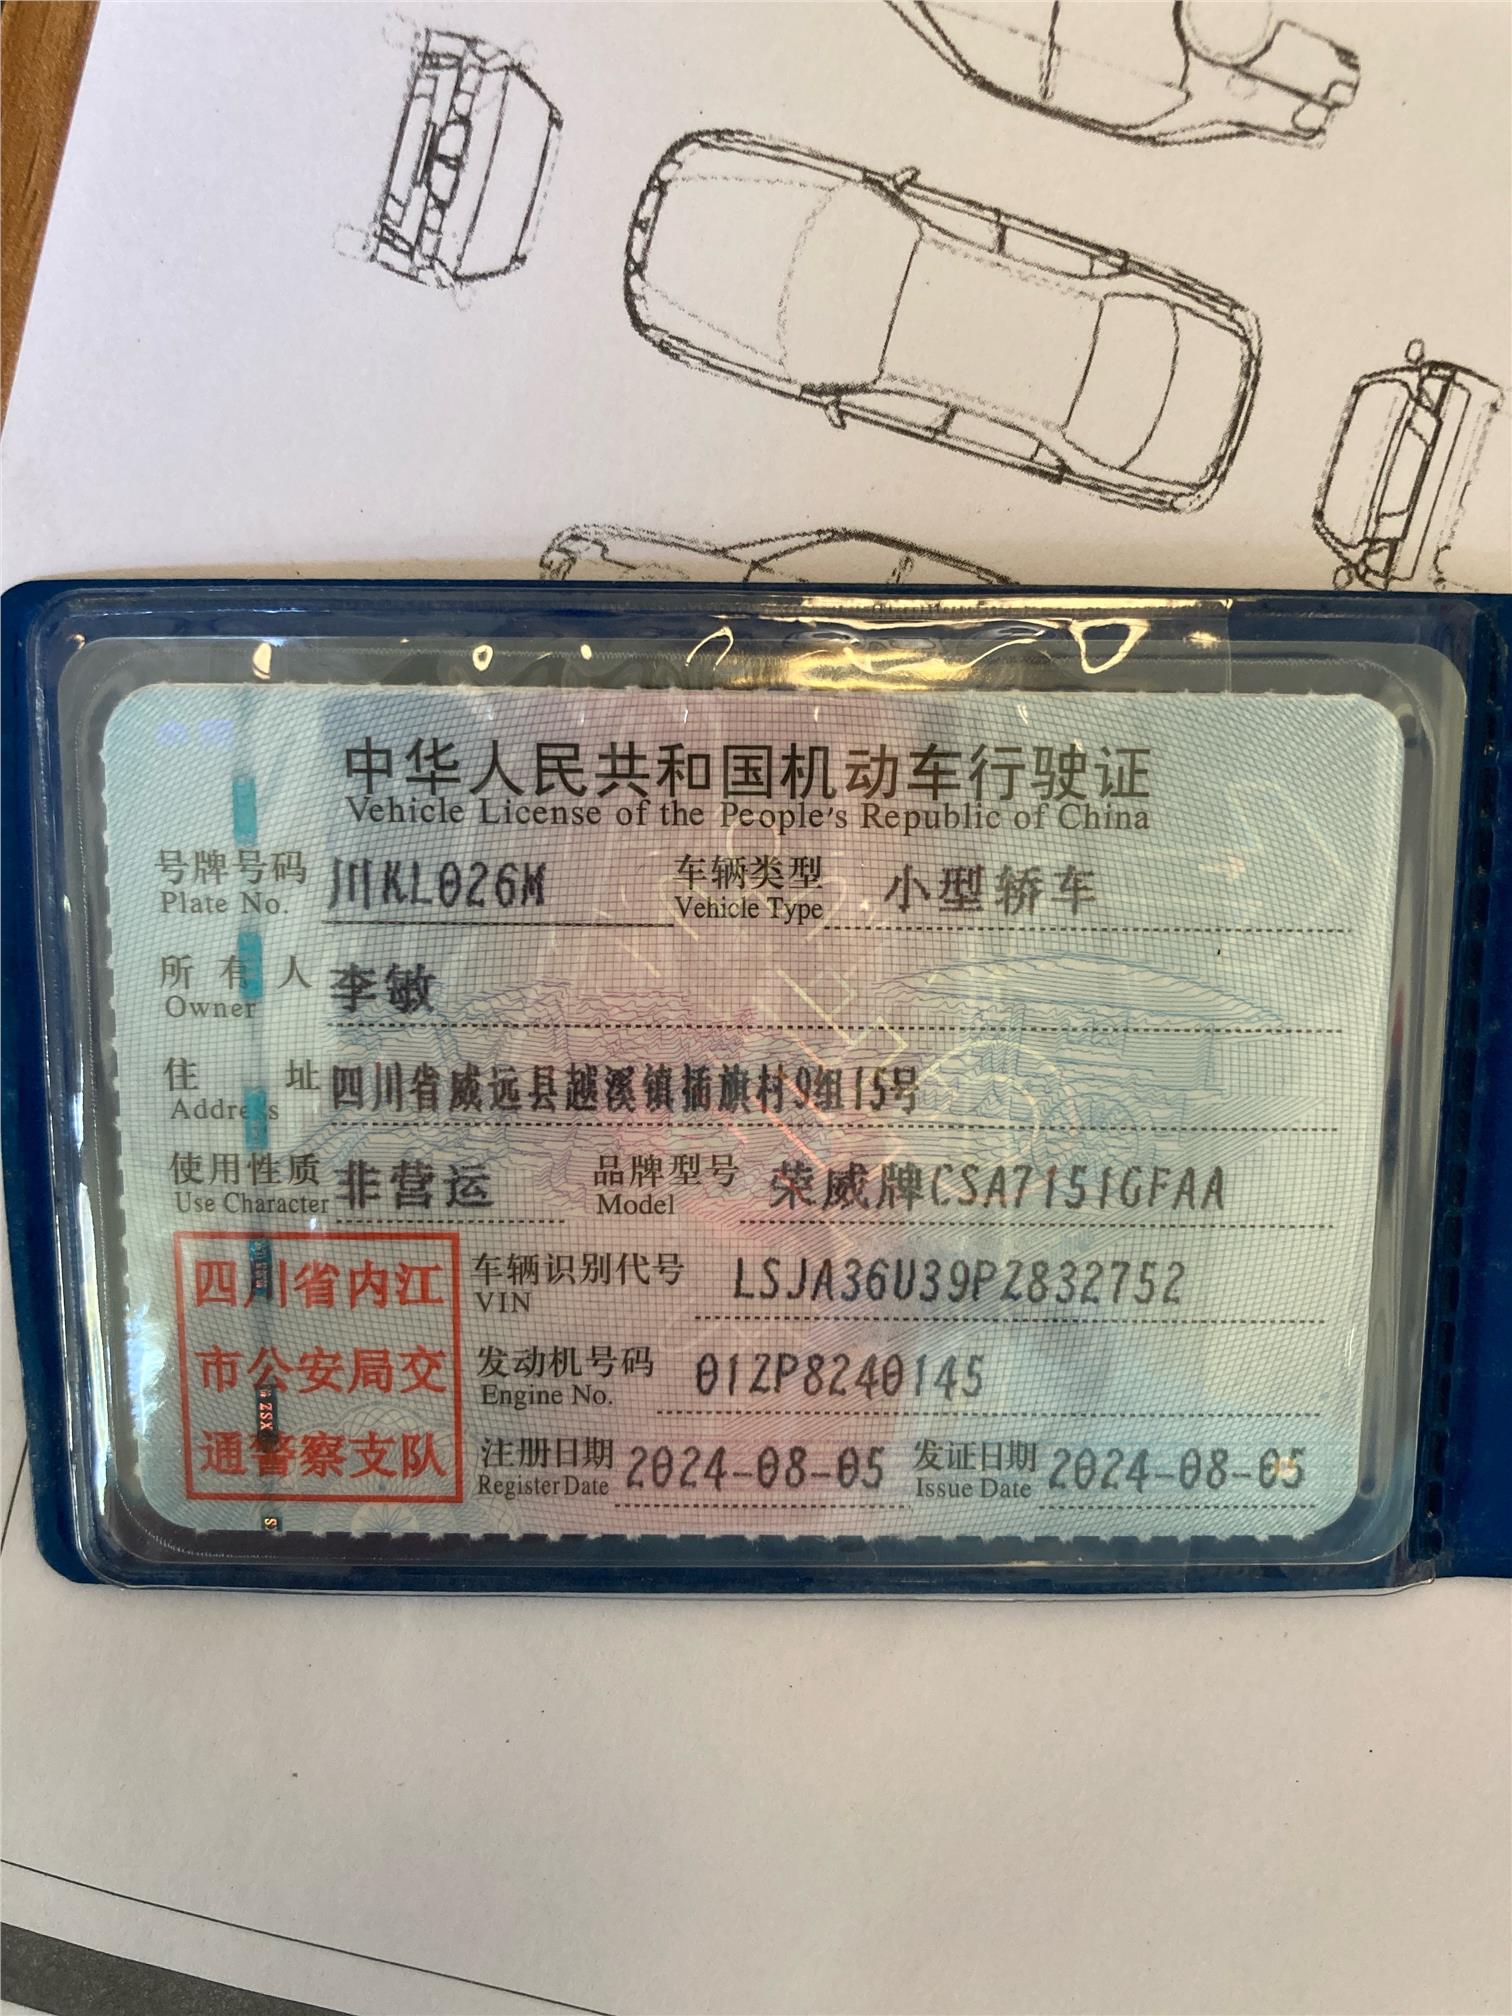 中华人民共和国机动车行驶证
Vehicle License of the People's Republic of China
号牌号码 川KL026M 车辆类型 小型轿车
Plate No. Vehicle Type
所有人 李敏
Owner
住址 四川省威远县越溪镇插旗村9组15号
Address
使用性质 非营运 品牌型号 荣威牌CSA7151GFAA
Use Character Model
车辆识别代号 LSJA36U39PZ832752
VIN
发动机号码 01ZP8240145
Engine No.
注册日期 2024-08-05 发证日期 2024-08-05
Register Date Issue Date
四川省内江
市公安局交
通警察支队